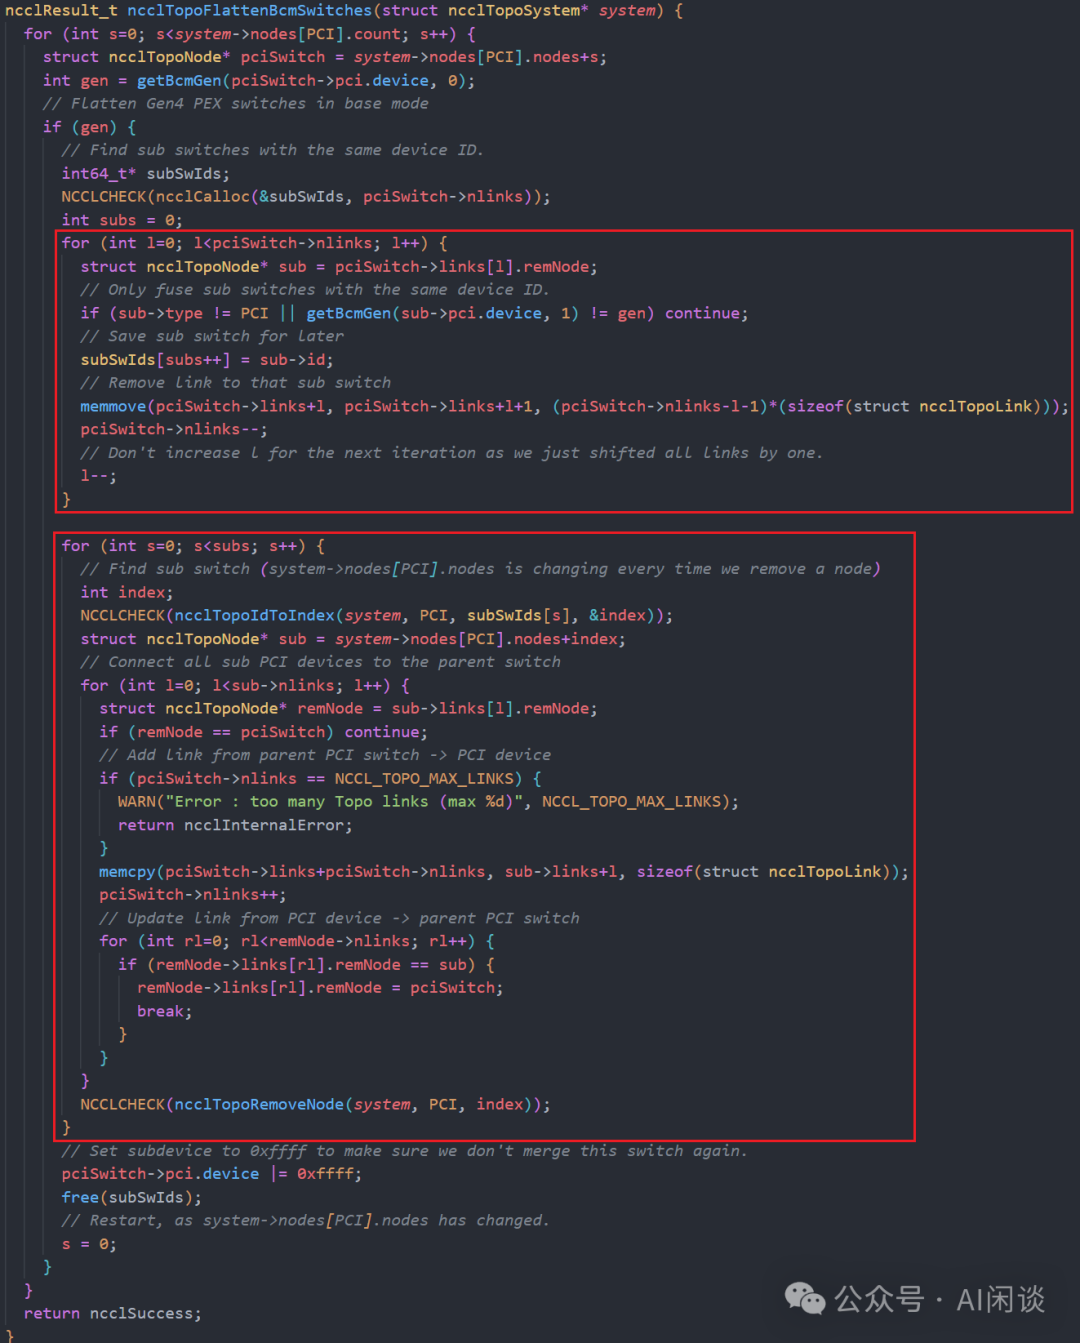 ncclResult_t ncclTopoFlattenBcmSwitches(struct ncclTopoSystem* system) {
  for (int s=0; s<system->nodes[PCI].count; s++) {
    struct ncclTopoNode* pciSwitch = system->nodes[PCI].nodes+s;
    int gen = getBcmGen(pciSwitch->pci.device, 0);
    // Flatten Gen4 PEX switches in base mode
    if (gen) {
      // Find sub switches with the same device ID.
      int64_t* subSwIds;
      NCCLCHECK(ncclCalloc(&subSwIds, pciSwitch->nlinks));
      int subs = 0;
      for (int l=0; l<pciSwitch->nlinks; l++) {
        struct ncclTopoNode* sub = pciSwitch->links[l].remNode;
        // Only fuse sub switches with the same device ID.
        if (sub->type != PCI || getBcmGen(sub->pci.device, 1) != gen) continue;
        // Save sub switch for later
        subSwIds[subs++] = sub->id;
        // Remove link to that sub switch
        memmove(pciSwitch->links+l, pciSwitch->links+l+1, (pciSwitch->nlinks-l-1)*(sizeof(struct ncclTopoLink)));
        pciSwitch->nlinks--;
        // Don't increase l for the next iteration as we just shifted all links by one.
        l--;
      }
      for (int s=0; s<subs; s++) {
        // Find sub switch (system->nodes[PCI].nodes is changing every time we remove a node)
        int index;
        NCCLCHECK(ncclTopoIdToIndex(system, PCI, subSwIds[s], &index));
        struct ncclTopoNode* sub = system->nodes[PCI].nodes+index;
        // Connect all sub PCI devices to the parent switch
        for (int l=0; l<sub->nlinks; l++) {
          struct ncclTopoNode* remNode = sub->links[l].remNode;
          if (remNode == pciSwitch) continue;
          // Add link from parent PCI switch -> PCI device
          if (pciSwitch->nlinks == NCCL_TOPO_MAX_LINKS) {
            WARN("Error : too many Topo links (max %d)", NCCL_TOPO_MAX_LINKS);
            return ncclInternalError;
          }
          memcpy(pciSwitch->links+pciSwitch->nlinks, sub->links+l, sizeof(struct ncclTopoLink));
          pciSwitch->nlinks++;
          // Update link from PCI device -> parent PCI switch
          for (int rl=0; rl<remNode->nlinks; rl++) {
            if (remNode->links[rl].remNode == sub) {
              remNode->links[rl].remNode = pciSwitch;
              break;
            }
          }
        }
        NCCLCHECK(ncclTopoRemoveNode(system, PCI, index));
      }
      // Set subdevice to 0xffff to make sure we don't merge this switch again.
      pciSwitch->pci.device |= 0xffff;
      free(subSwIds);
      // Restart, as system->nodes[PCI].nodes has changed.
      s = 0;
    }
  }
  return ncclSuccess;
}
公众号 · AI闲谈